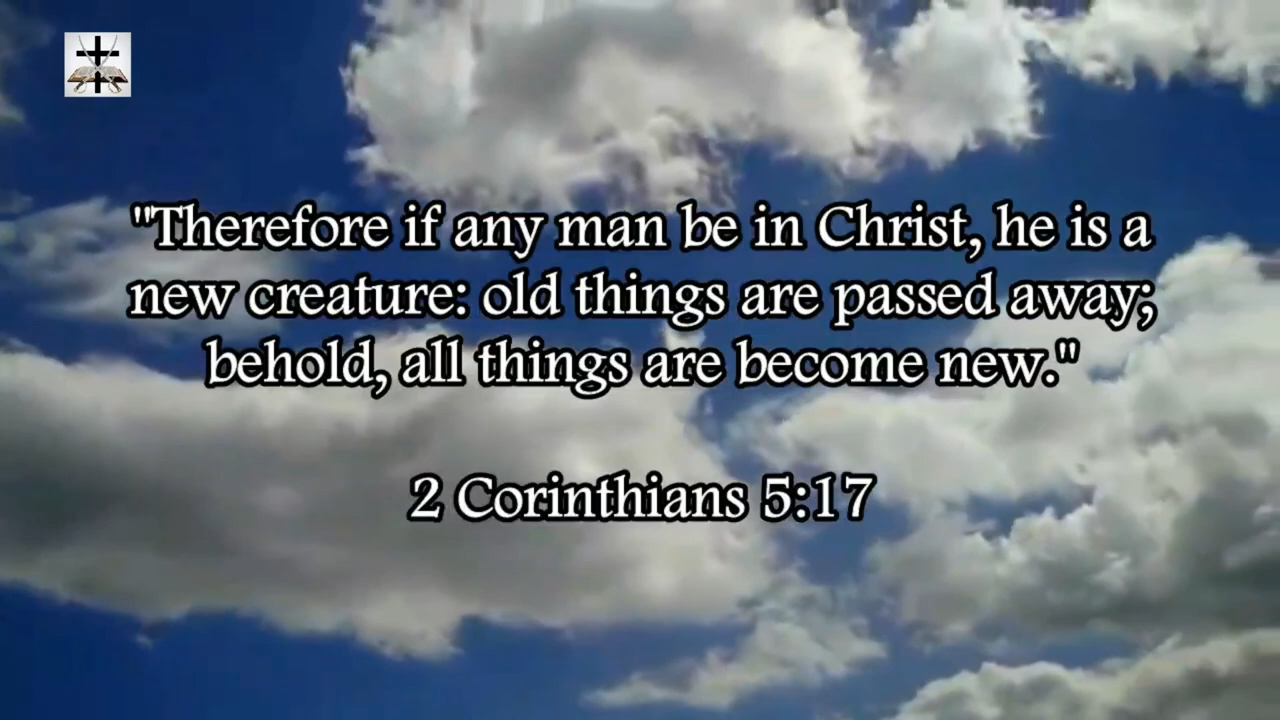 "Therefore if any man be in Christ, he is a
new creature: old things are passed away;
behold, all things are become new."
2 Corinthians 5:17